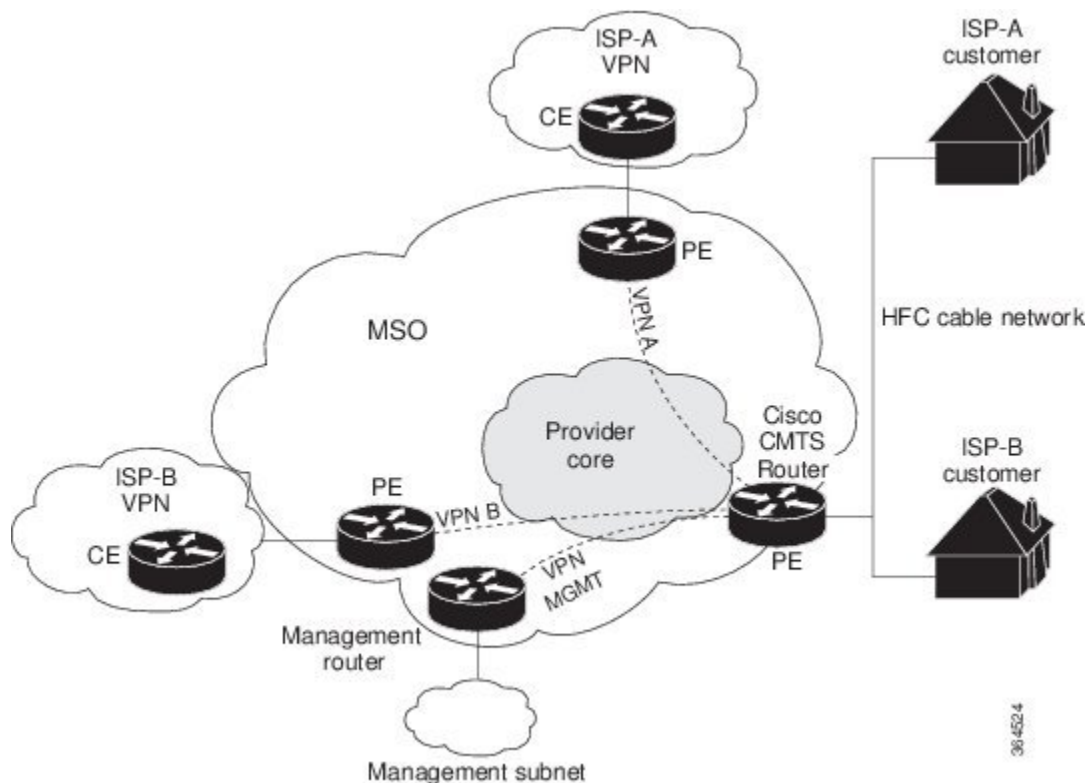 ISP-A
VPN
CE
ISP-A
customer
PE
VPN A
MSO
HFC cable network
Provider
core
Cisco
CMTS
Router
PE
ISP-B
customer
ISP-B
VPN
CE
PE
VPN B
VPN
MGMT
Management
router
Management subnet
364524